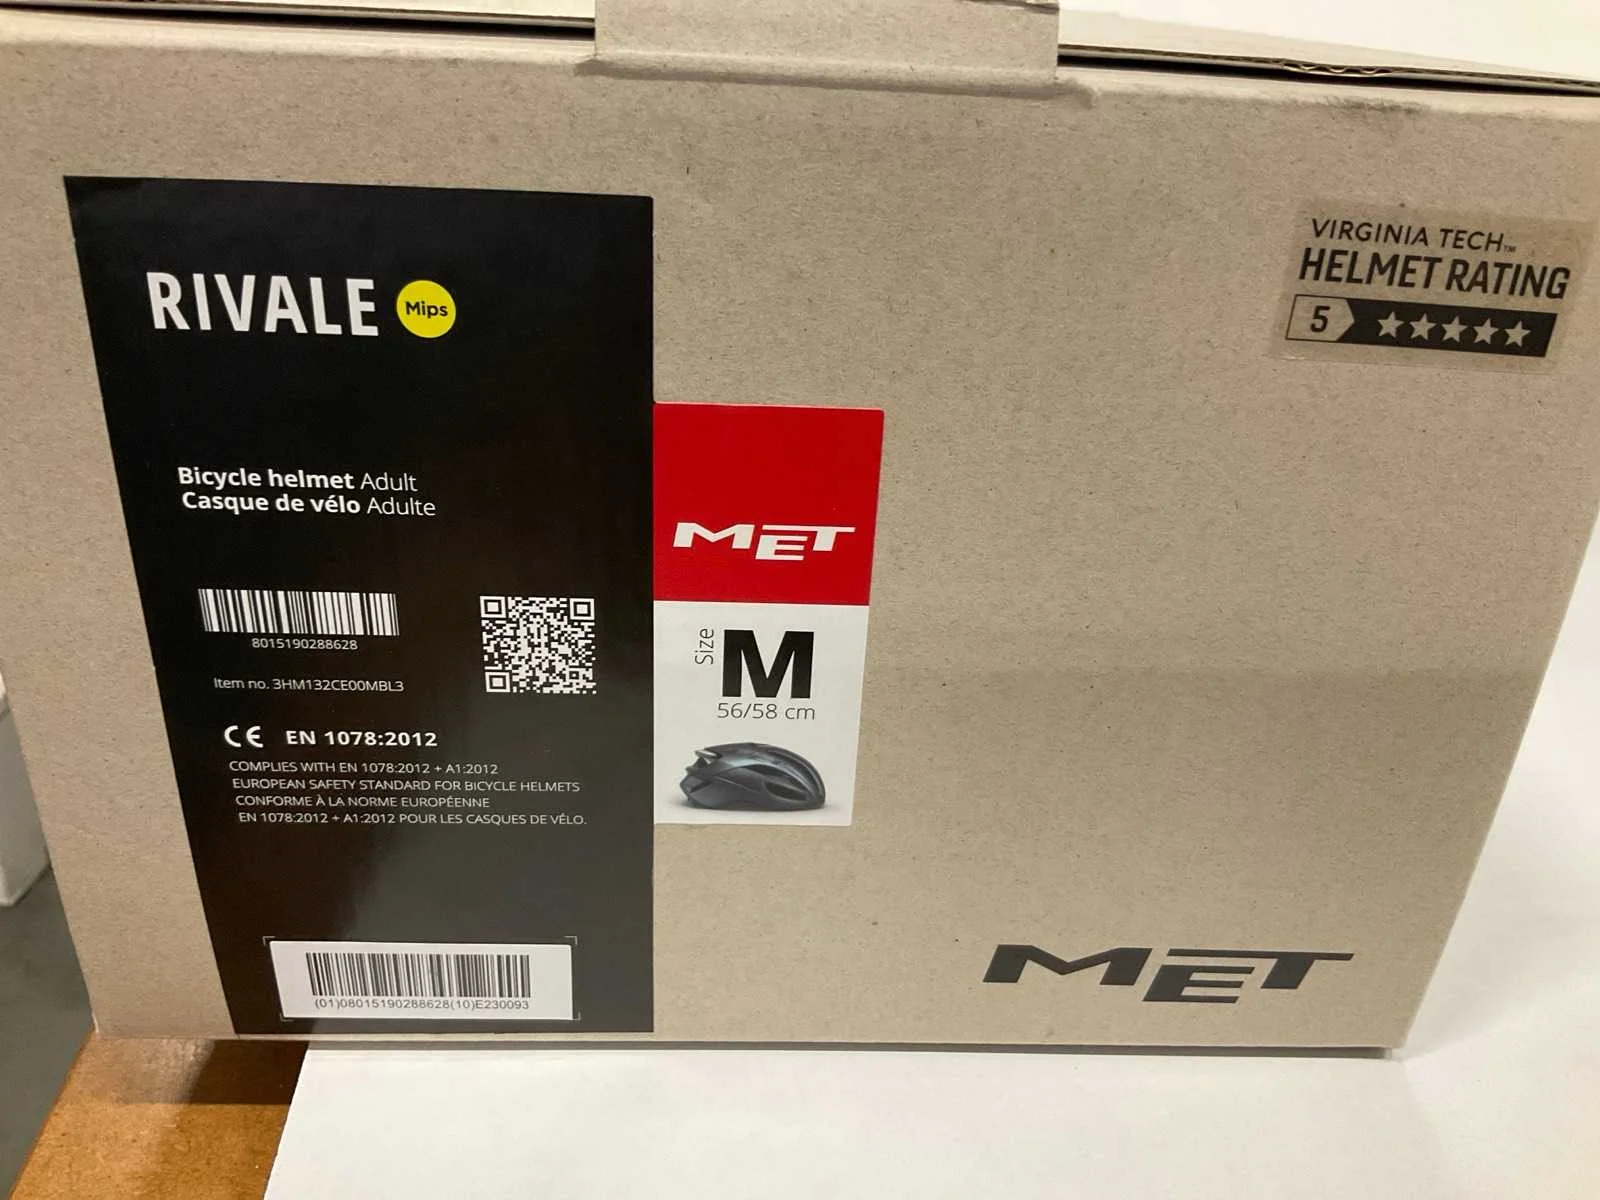 RIVALE Mips
Bicycle helmet Adult
Casque de vélo Adulte
8015190288628
Item no. 3HM132CE00MBL3
CE EN 1078:2012
COMPLIES WITH EN 1078:2012 + A1:2012
EUROPEAN SAFETY STANDARD FOR BICYCLE HELMETS
CONFORME À LA NORME EUROPÉENNE
EN 1078:2012 + A1:2012 POUR LES CASQUES DE VÉLO.
(01)08015190288628(10)E230093
MET
Size
M
56/58 cm
VIRGINIA TECH™
HELMET RATING
5
MET